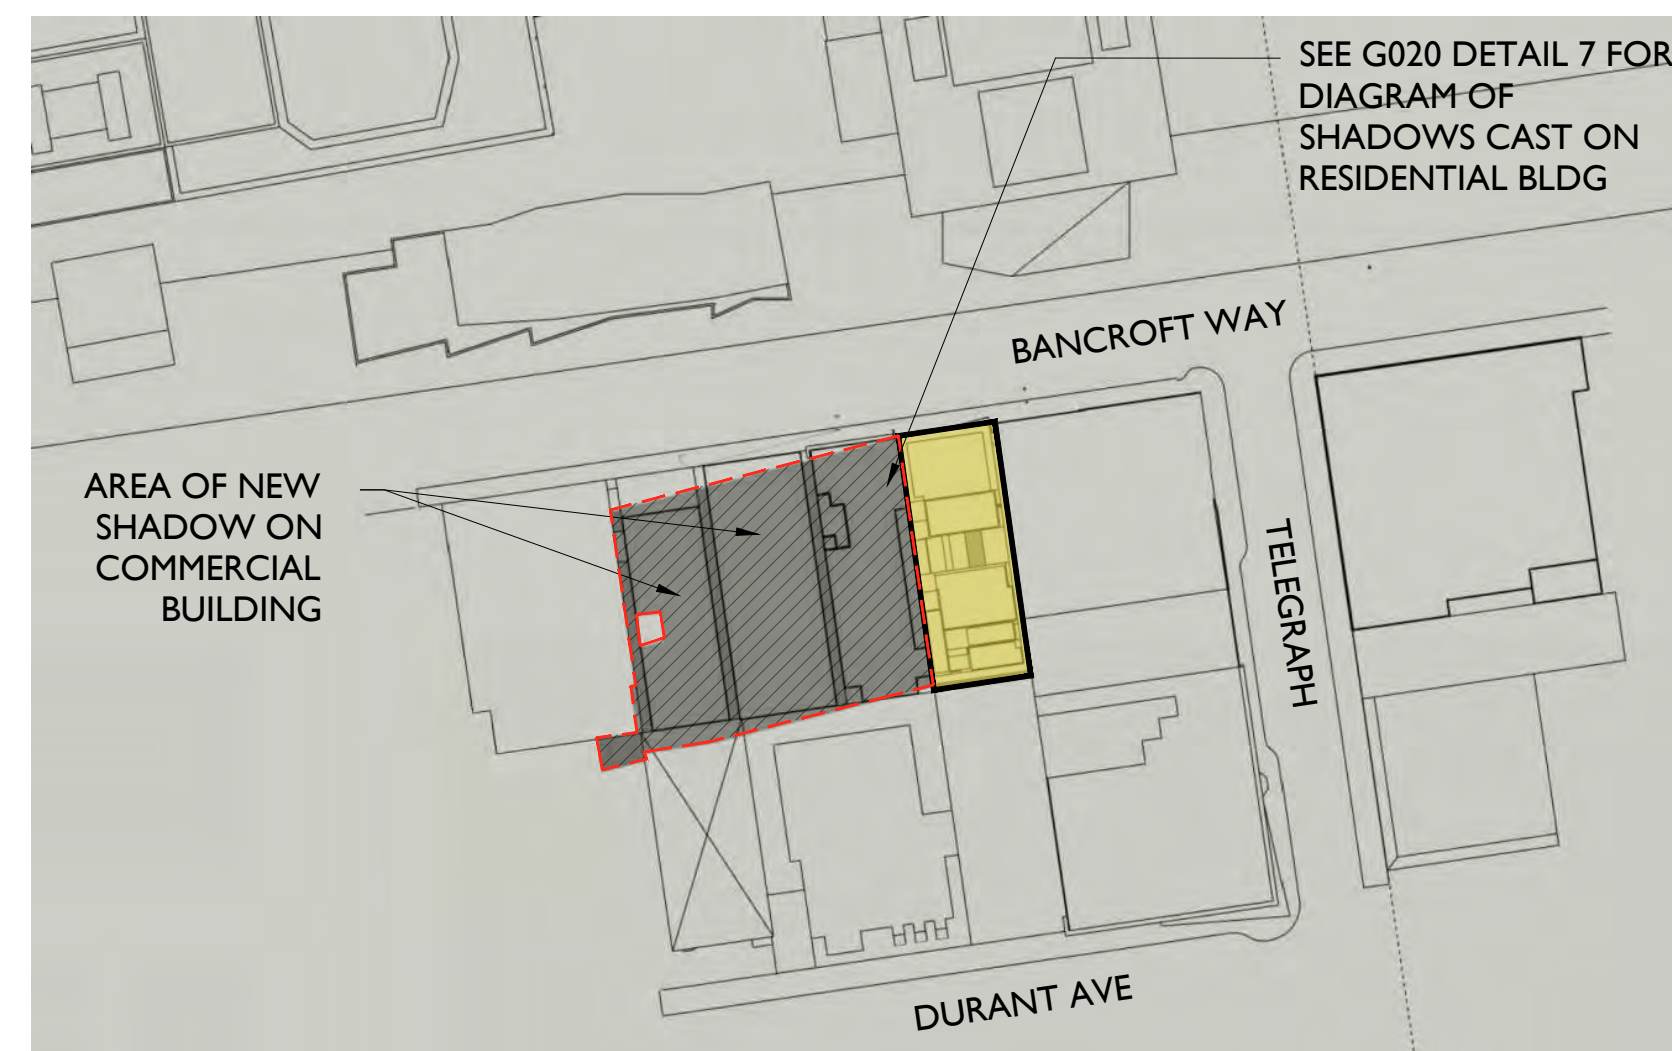 SEE G020 DETAIL 7 FOR
DIAGRAM OF
SHADOWS CAST ON
RESIDENTIAL BLDG
BANCROFT WAY
AREA OF NEW
SHADOW ON
COMMERCIAL
BUILDING
TELEGRAPH
DURANT AVE